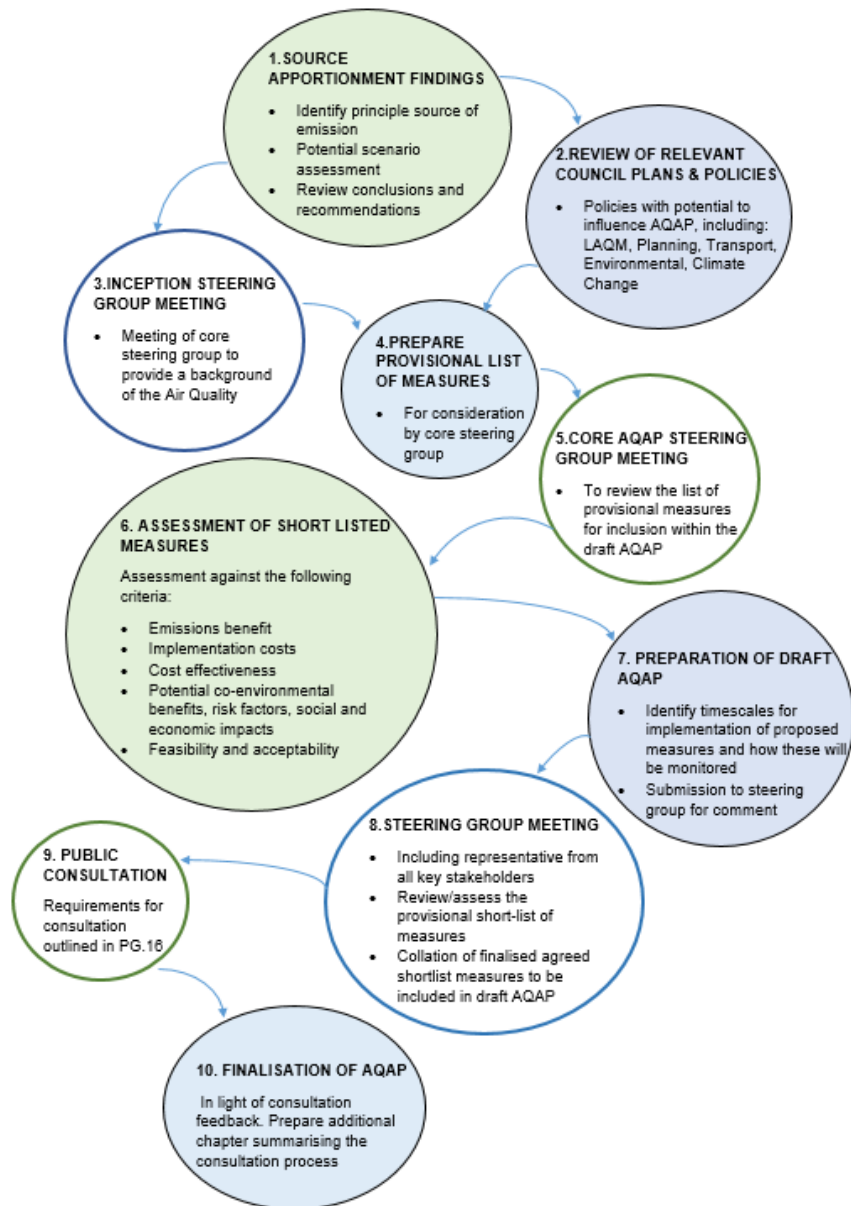 1.SOURCE
APPORTIONMENT FINDINGS
• Identify principle source of
emission
• Potential scenario
assessment
• Review conclusions and
recommendations
2.REVIEW OF RELEVANT
COUNCIL PLANS & POLICIES
• Policies with potential to
influence AQAP, including:
LAQM, Planning, Transport,
Environmental, Climate
Change
3.INCEPTION STEERING
GROUP MEETING
• Meeting of core
steering group to
provide a background
of the Air Quality
4.PREPARE
PROVISIONAL LIST
OF MEASURES
• For consideration
by core steering
group
5.CORE AQAP STEERING
GROUP MEETING
• To review the list of
provisional measures
for inclusion within the
draft AQAP
6. ASSESSMENT OF SHORT LISTED
MEASURES
Assessment against the following
criteria:
• Emissions benefit
• Implementation costs
• Cost effectiveness
• Potential co-environmental
benefits, risk factors, social and
economic impacts
• Feasibility and acceptability
7. PREPARATION OF DRAFT
AQAP
• Identify timescales for
implementation of proposed
measures and how these will
be monitored
• Submission to steering
group for comment
8.STEERING GROUP MEETING
• Including representative from
all key stakeholders
• Review/assess the
provisional short-list of
measures
• Collation of finalised agreed
shortlist measures to be
included in draft AQAP
9. PUBLIC
CONSULTATION
Requirements for
consultation
outlined in PG.16
10. FINALISATION OF AQAP
In light of consultation
feedback. Prepare additional
chapter summarising the
consultation process